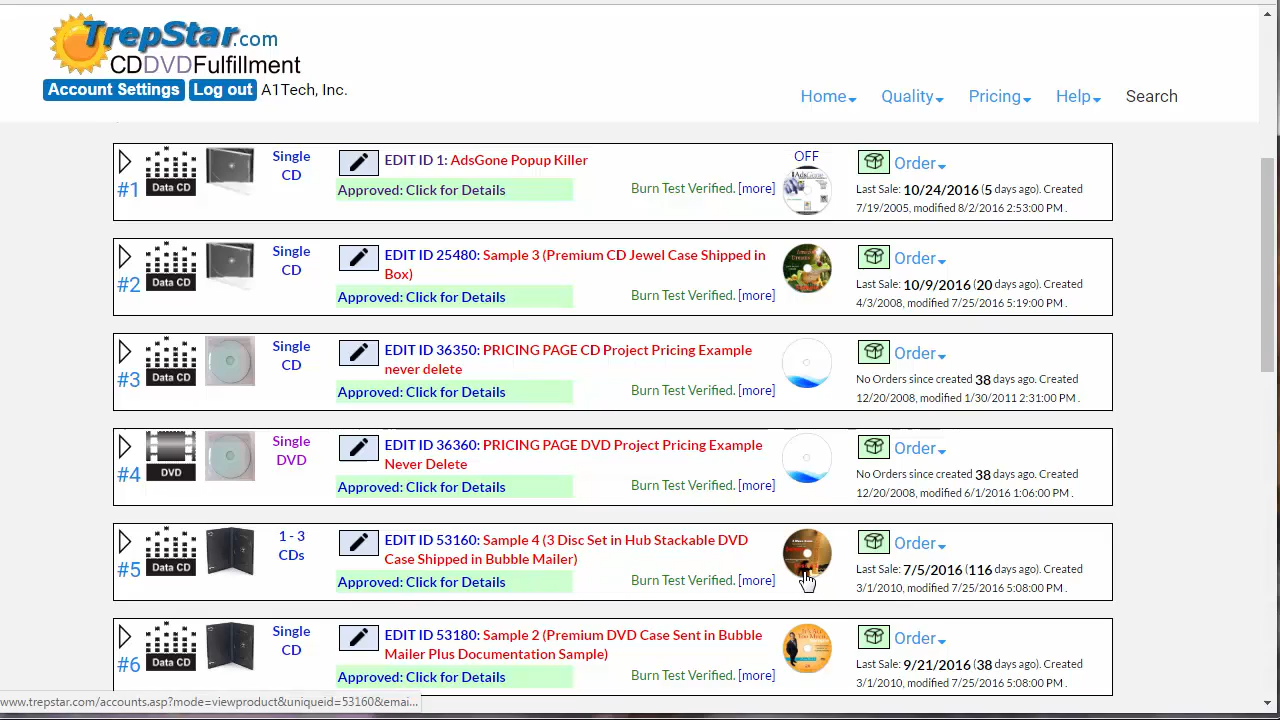 TrepStar.com
CDDVDFulfillment
Account Settings Log out A1Tech, Inc.
Home Quality Pricing Help Search
#1
Data CD
Single
CD
EDIT ID 1: AdsGone Popup Killer
Approved: Click for Details
Burn Test Verified. [more]
OFF
AdsGone
Order
Last Sale: 10/24/2016 (5 days ago). Created
7/19/2005, modified 8/2/2016 2:53:00 PM .
#2
Data CD
Single
CD
EDIT ID 25480: Sample 3 (Premium CD Jewel Case Shipped in
Box)
Approved: Click for Details
Burn Test Verified. [more]
Order
Last Sale: 10/9/2016 (20 days ago). Created
4/3/2008, modified 7/25/2016 5:19:00 PM .
#3
Data CD
Single
CD
EDIT ID 36350: PRICING PAGE CD Project Pricing Example
never delete
Approved: Click for Details
Burn Test Verified. [more]
Order
No Orders since created 38 days ago. Created
12/20/2008, modified 1/30/2011 2:31:00 PM .
#4
DVD
Single
DVD
EDIT ID 36360: PRICING PAGE DVD Project Pricing Example
Never Delete
Approved: Click for Details
Burn Test Verified. [more]
Order
No Orders since created 38 days ago. Created
12/20/2008, modified 6/1/2016 1:06:00 PM .
#5
Data CD
1 - 3
CDs
EDIT ID 53160: Sample 4 (3 Disc Set in Hub Stackable DVD
Case Shipped in Bubble Mailer)
Approved: Click for Details
Burn Test Verified. [more]
Order
Last Sale: 7/5/2016 (116 days ago). Created
3/1/2010, modified 7/25/2016 5:08:00 PM .
#6
Data CD
Single
CD
EDIT ID 53180: Sample 2 (Premium DVD Case Sent in Bubble
Mailer Plus Documentation Sample)
Approved: Click for Details
Burn Test Verified. [more]
Order
Last Sale: 9/21/2016 (38 days ago). Created
3/1/2010, modified 7/25/2016 5:08:00 PM .
www.trepstar.com/accounts.asp?mode=viewproduct&uniqueid=53160&emai...